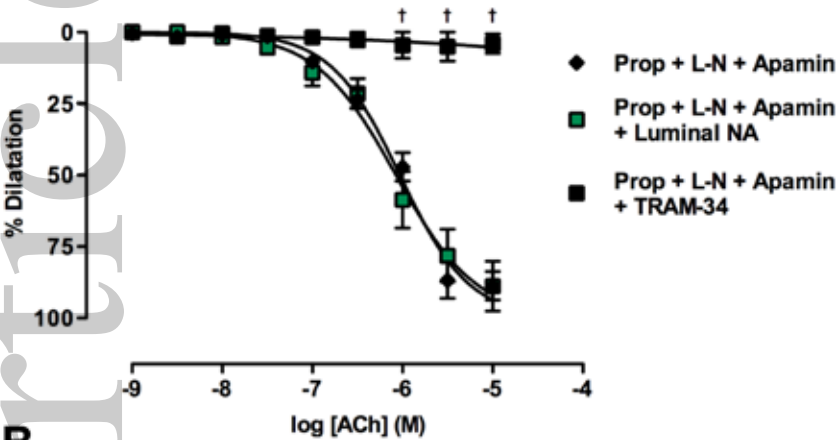 † † †
0
25
50
75
100
% Dilatation
-9 -8 -7 -6 -5 -4
log [ACh] (M)
Prop + L-N + Apamin
Prop + L-N + Apamin
+ Luminal NA
Prop + L-N + Apamin
+ TRAM-34